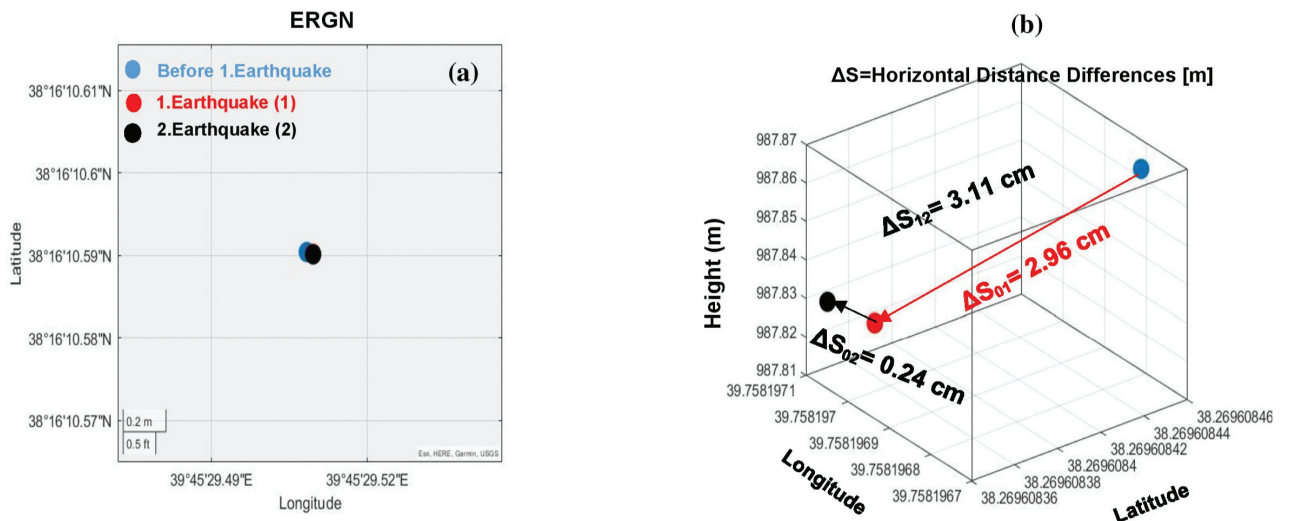 ERGN
(a)
Before 1.Earthquake
1.Earthquake (1)
2.Earthquake (2)
38°16'10.61"N
38°16'10.6"N
38°16'10.59"N
38°16'10.58"N
38°16'10.57"N
Latitude
0.2 m
0.5 ft
Esri, HERE, Garmin, USGS
39°45'29.49"E
39°45'29.52"E
Longitude
(b)
ΔS=Horizontal Distance Differences [m]
987.87
987.86
987.85
987.84
987.83
987.82
987.81
Height (m)
ΔS12= 3.11 cm
ΔS01= 2.96 cm
ΔS02= 0.24 cm
39.7581971
39.758197
39.7581969
39.7581968
39.7581967
Longitude
38.26960846
38.26960844
38.26960842
38.2696084
38.26960838
38.26960836
Latitude